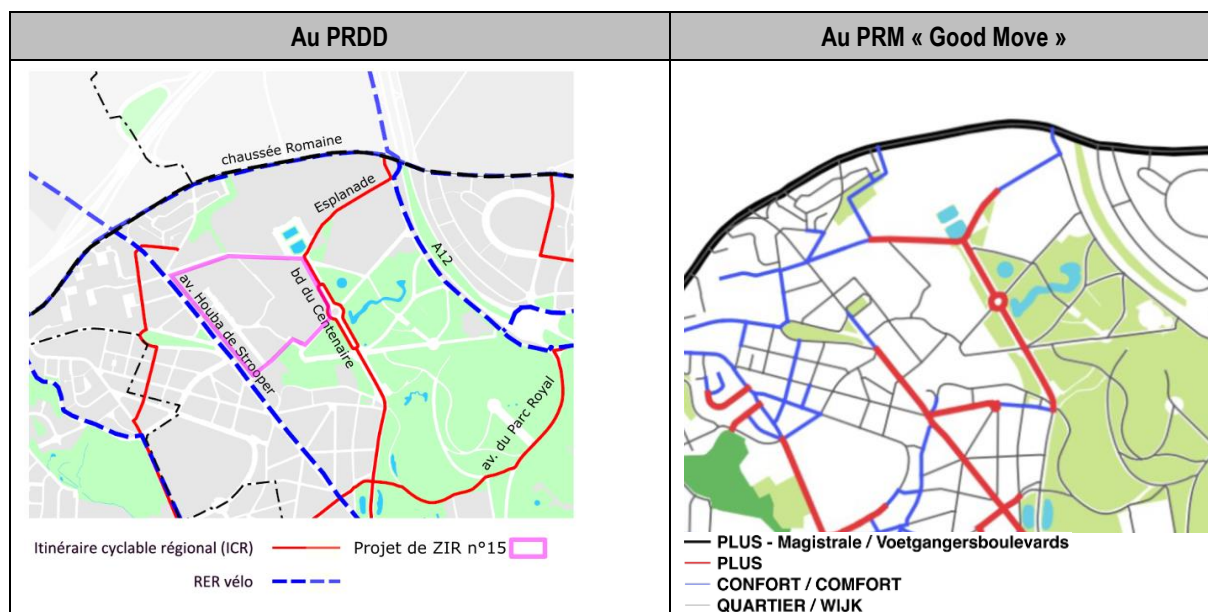 Au PRDD
Au PRM « Good Move »
chaussée Romaine
Esplanade
A12
av. Houba de Strooper
bd du Centenaire
av. du Parc Royal
Itinéraire cyclable régional (ICR)
Projet de ZIR n°15
RER vélo
PLUS - Magistrale / Voetgangersboulevards
PLUS
CONFORT / COMFORT
QUARTIER / WIJK